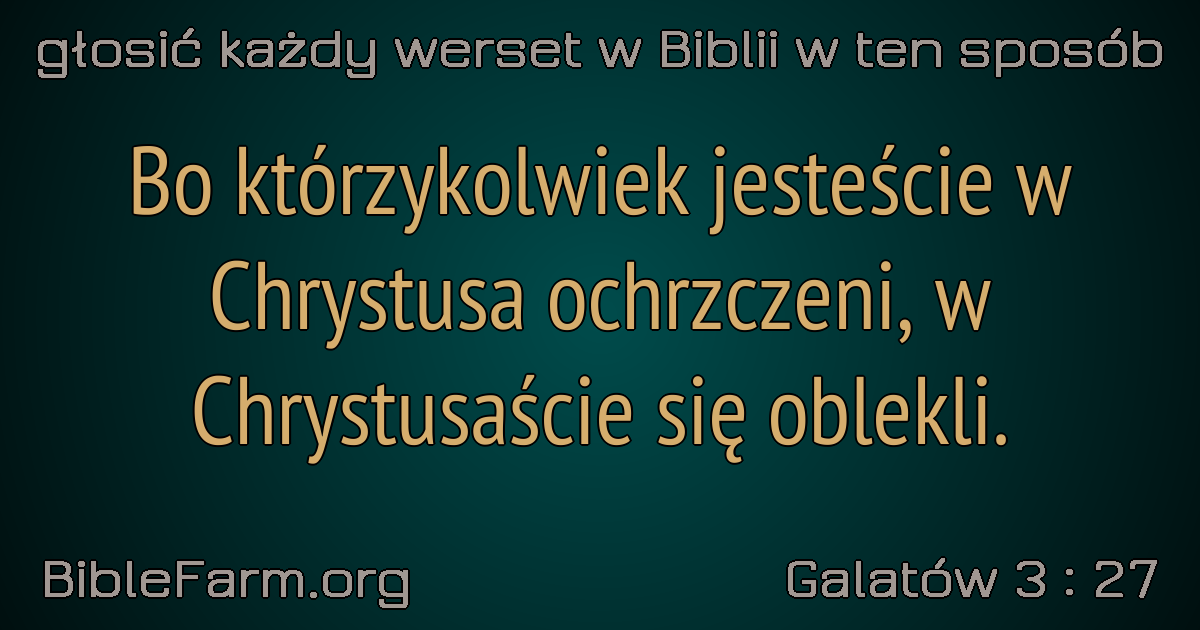 głosić każdy werset w Biblii w ten sposób
Bo którzykolwiek jesteście w
Chrystusa ochrzczeni, w
Chrystusaście się oblekli.
BibleFarm.org
Galatów 3 : 27